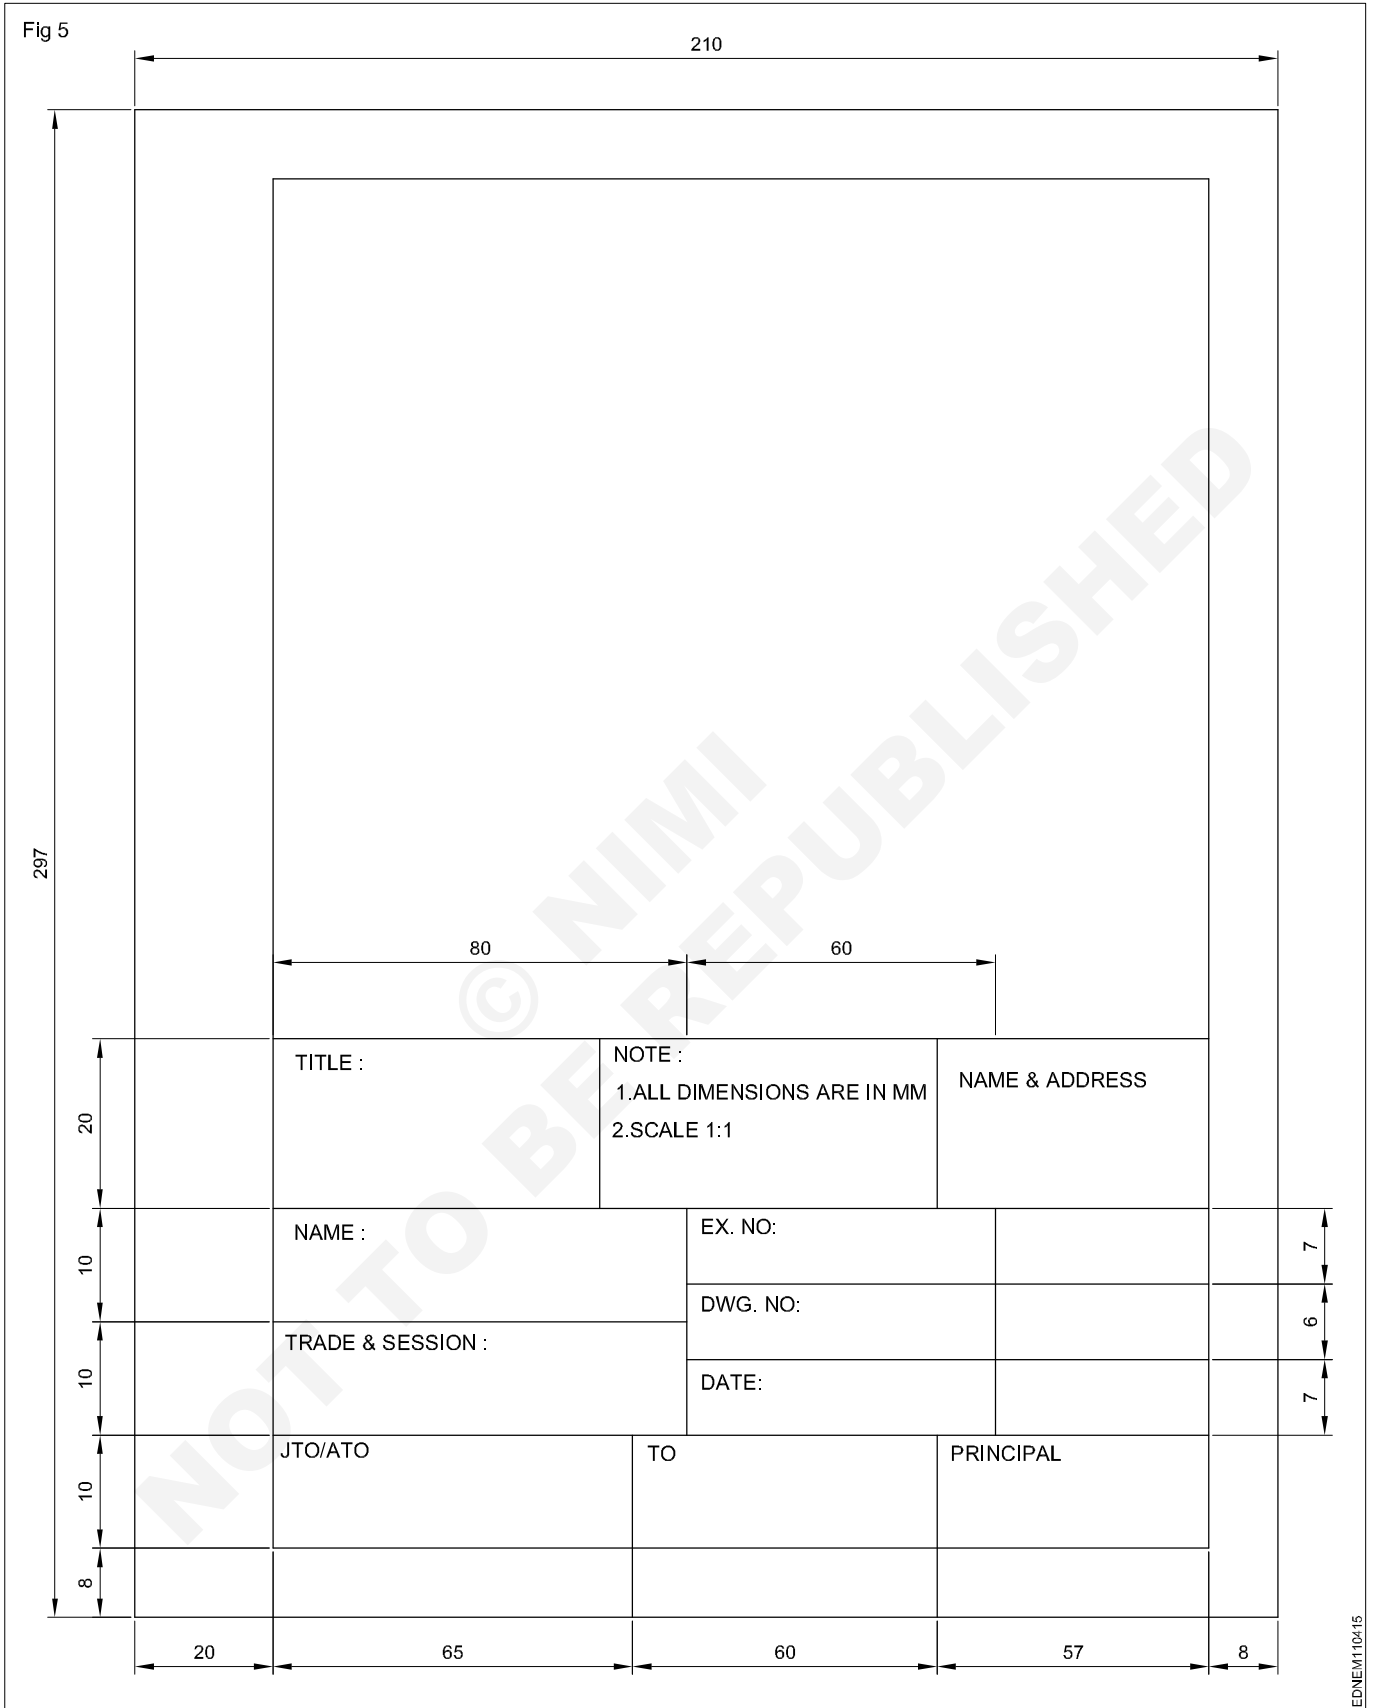 Fig 5
210
297
80
60
TITLE :
NOTE :
1.ALL DIMENSIONS ARE IN MM
2.SCALE 1:1
NAME & ADDRESS
20
NAME :
EX. NO:
7
10
DWG. NO:
6
TRADE & SESSION :
10
DATE:
7
JTO/ATO
TO
PRINCIPAL
10
8
20
65
60
57
8
EDNEM110415
© NIMI
NOT TO BE REPUBLISHED